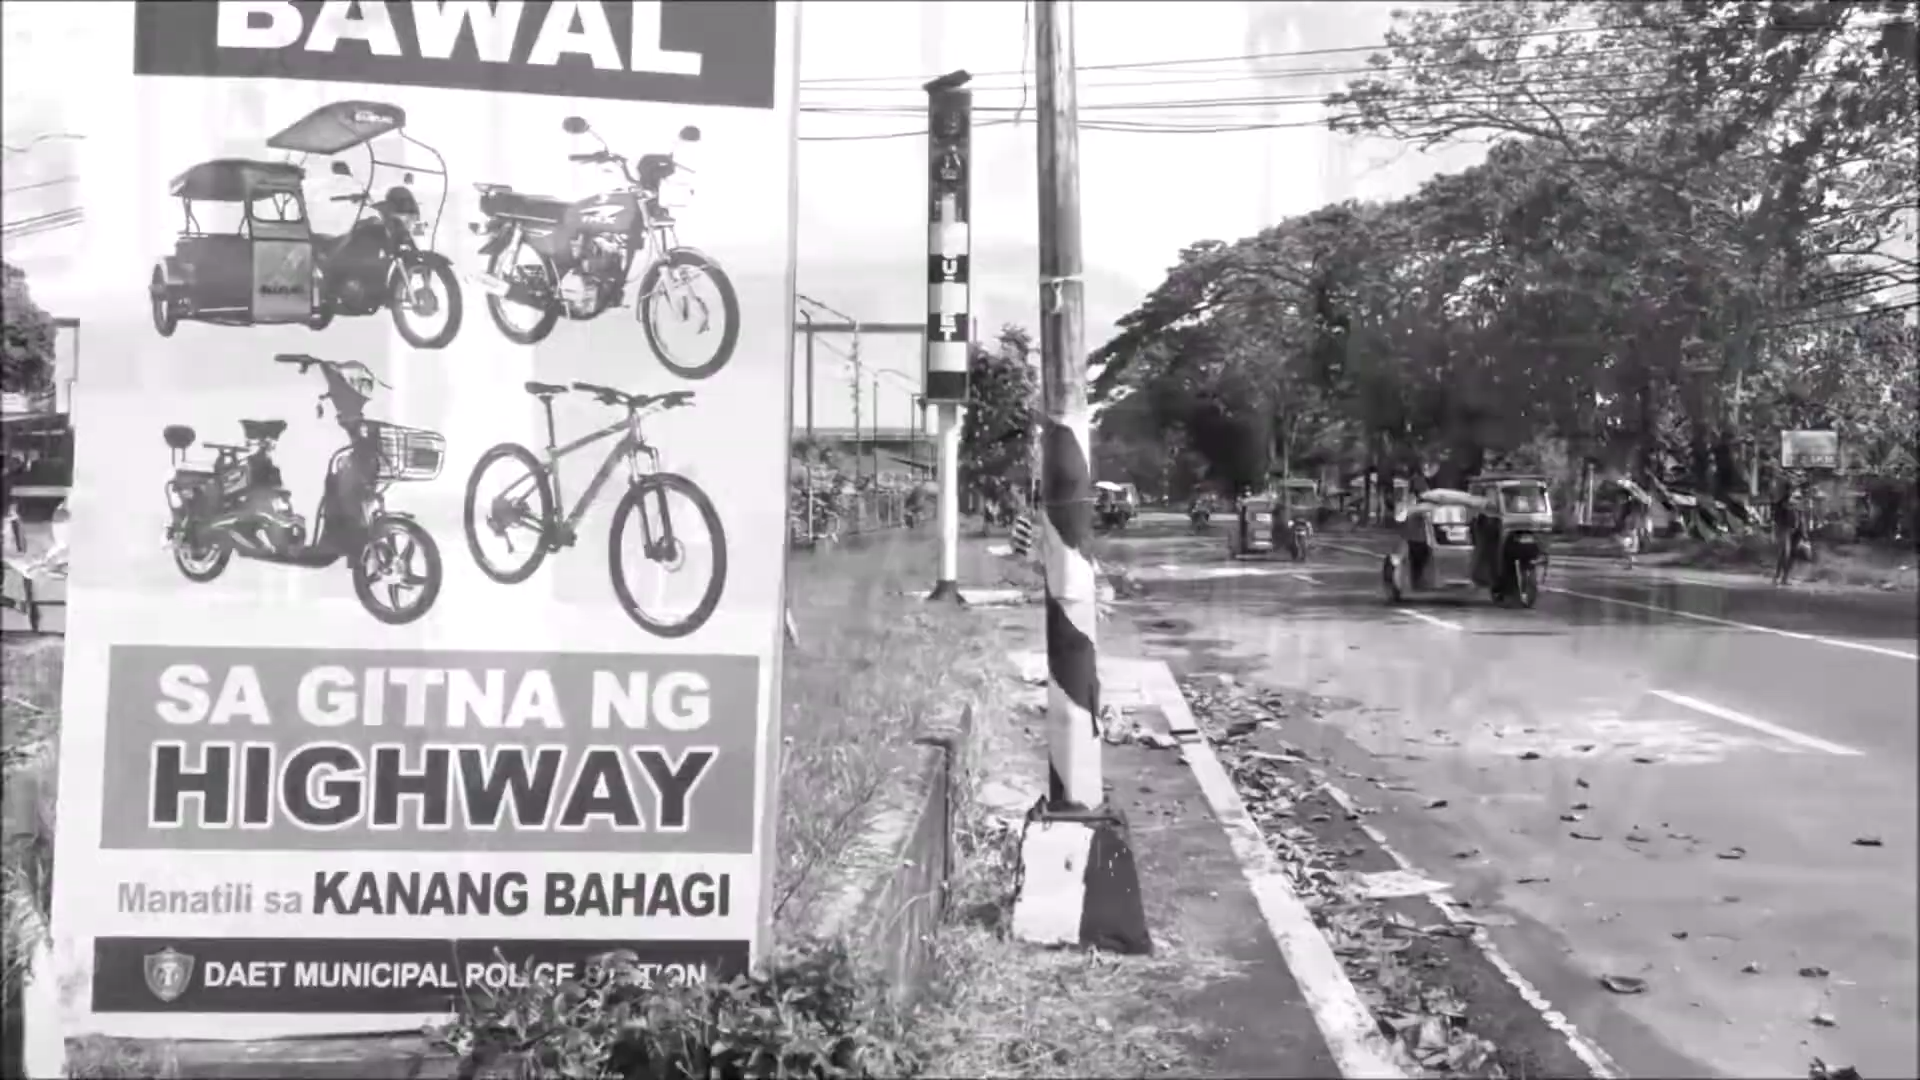 BAWAL
SA GITNA NG
HIGHWAY
Manatili sa KANANG BAHAGI
DAET MUNICIPAL POLICE STATION